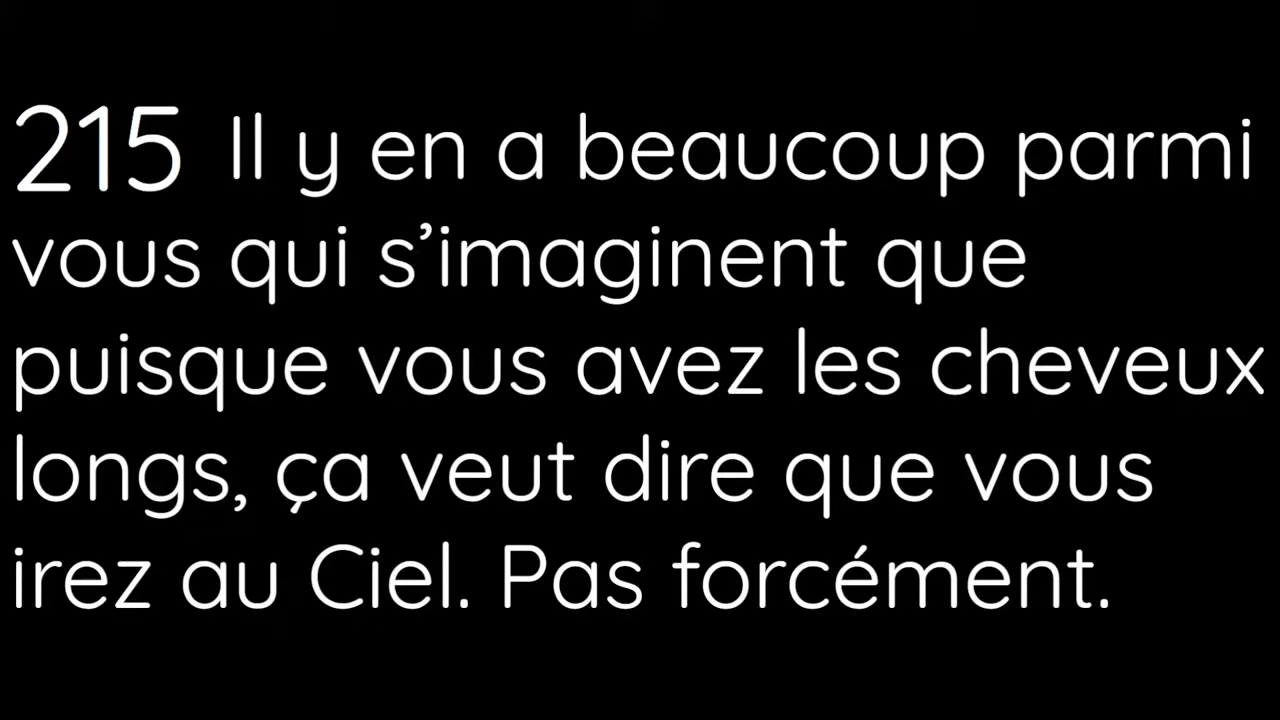 215 Il y en a beaucoup parmi
vous qui s’imaginent que
puisque vous avez les cheveux
longs, ça veut dire que vous
irez au Ciel. Pas forcément.